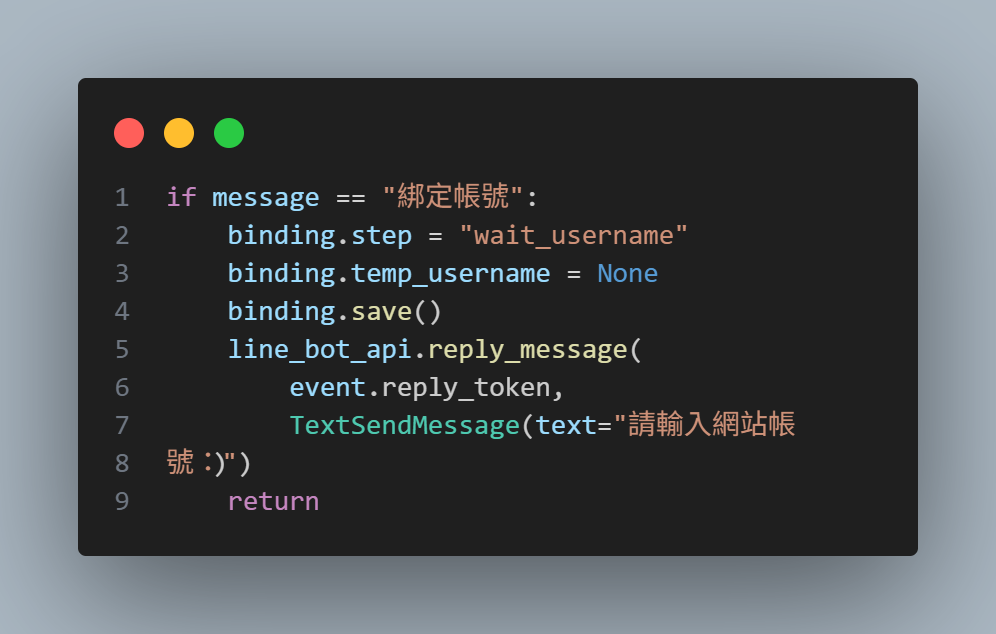 1 if message == "綁定帳號":
2     binding.step = "wait_username"
3     binding.temp_username = None
4     binding.save()
5     line_bot_api.reply_message(
6         event.reply_token,
7         TextSendMessage(text="請輸入網站帳
8 號：)")
9     return